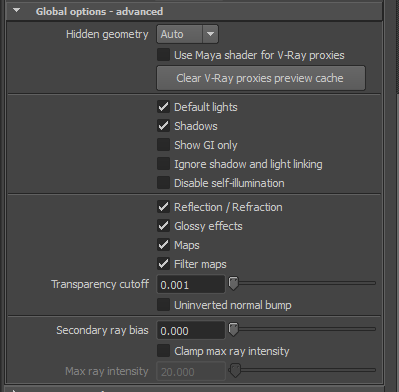 Global options - advanced
Hidden geometry Auto
Use Maya shader for V-Ray proxies
Clear V-Ray proxies preview cache
Default lights
Shadows
Show GI only
Ignore shadow and light linking
Disable self-illumination
Reflection / Refraction
Glossy effects
Maps
Filter maps
Transparency cutoff 0.001
Uninverted normal bump
Secondary ray bias 0.000
Clamp max ray intensity
Max ray intensity 20.000